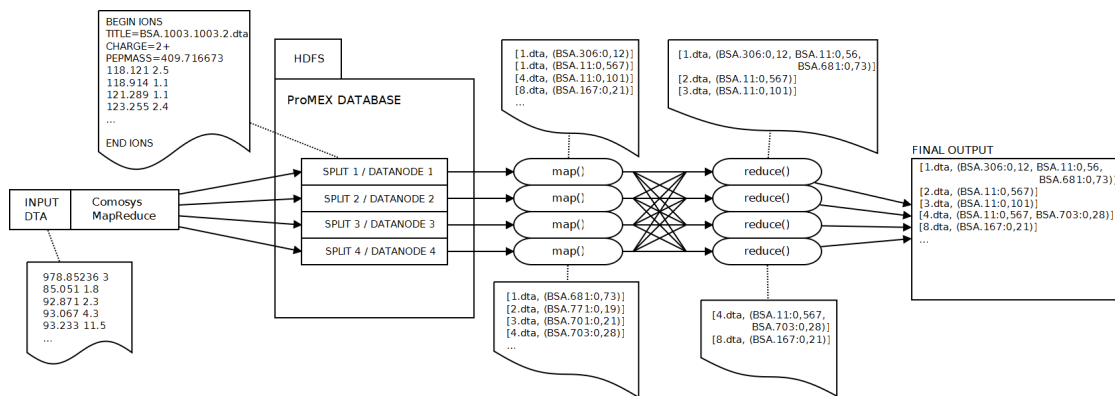 BEGIN IONS
TITLE=BSA.1003.1003.2.dta
CHARGE=2+
PEPMASS=409.716673
118.121 2.5
118.914 1.1
121.289 1.1
123.255 2.4
...
END IONS
HDFS
ProMEX DATABASE
[1.dta, (BSA.306:0,12)]
[1.dta, (BSA.11:0,567)]
[4.dta, (BSA.11:0,101)]
[8.dta, (BSA.167:0,21)]
...
[1.dta, (BSA.306:0,12, BSA.11:0,56,
BSA.681:0,73)]
[2.dta, (BSA.11:0,567)]
[3.dta, (BSA.11:0,101)]
INPUT
DTA
Comosys
MapReduce
SPLIT 1 / DATANODE 1
SPLIT 2 / DATANODE 2
SPLIT 3 / DATANODE 3
SPLIT 4 / DATANODE 4
map()
map()
map()
map()
reduce()
reduce()
reduce()
reduce()
FINAL OUTPUT
[1.dta, (BSA.306:0,12, BSA.11:0,56,
BSA.681:0,73)]
[2.dta, (BSA.11:0,567)]
[3.dta, (BSA.11:0,101)]
[4.dta, (BSA.11:0,567, BSA.703:0,28)]
[8.dta, (BSA.167:0,21)]
...
978.85236 3
85.051 1.8
92.871 2.3
93.067 4.3
93.233 11.5
...
[1.dta, (BSA.681:0,73)]
[2.dta, (BSA.771:0,19)]
[3.dta, (BSA.701:0,21)]
[4.dta, (BSA.703:0,28)]
...
[4.dta, (BSA.11:0,567,
BSA.703:0,28)]
[8.dta, (BSA.167:0,21)]